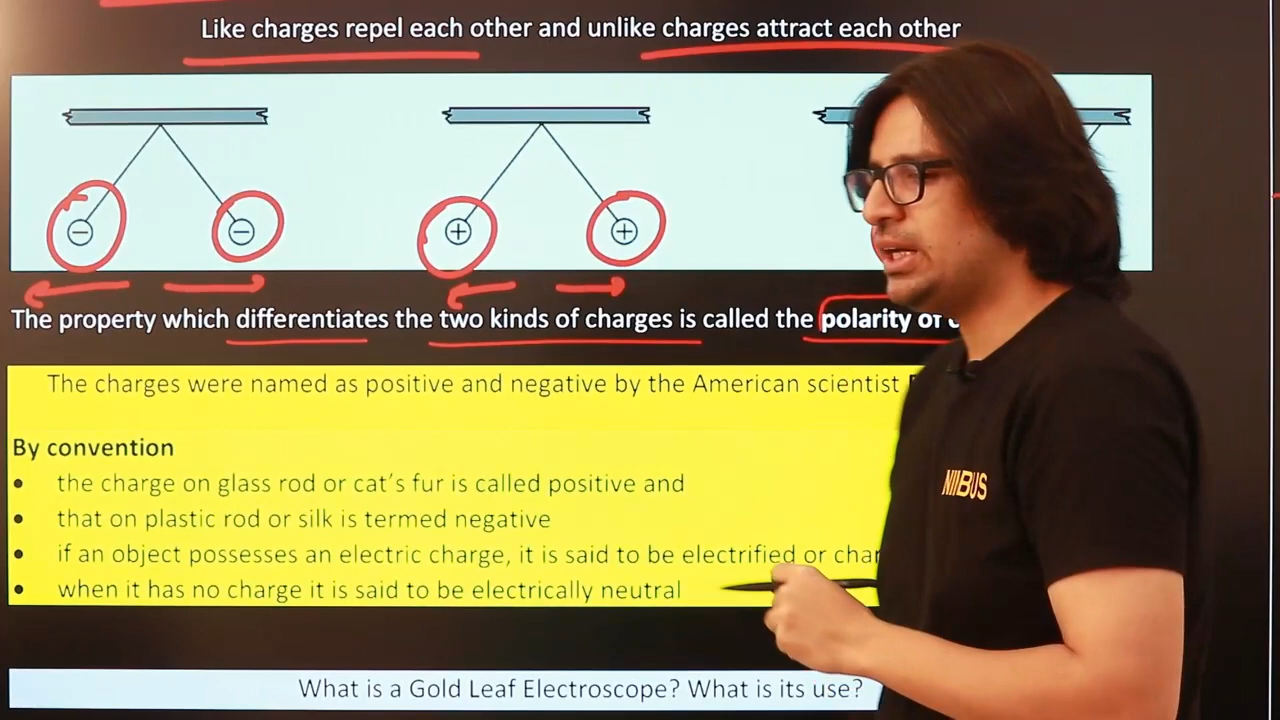 Like charges repel each other and unlike charges attract each other
− − + +
The property which differentiates the two kinds of charges is called the polarity of
The charges were named as positive and negative by the American scientist
By convention
• the charge on glass rod or cat's fur is called positive and
• that on plastic rod or silk is termed negative
• if an object possesses an electric charge, it is said to be electrified or
• when it has no charge it is said to be electrically neutral
NIMBUS
What is a Gold Leaf Electroscope? What is its use?